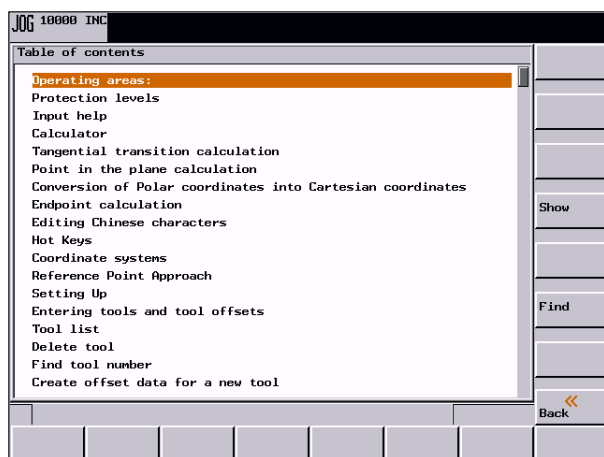 JOG 10000 INC
Table of contents
Operating areas:
Protection levels
Input help
Calculator
Tangential transition calculation
Point in the plane calculation
Conversion of Polar coordinates into Cartesian coordinates
Endpoint calculation
Show
Editing Chinese characters
Hot Keys
Coordinate systems
Reference Point Approach
Setting Up
Entering tools and tool offsets
Find
Tool list
Delete tool
Find tool number
Create offset data for a new tool
«
Back